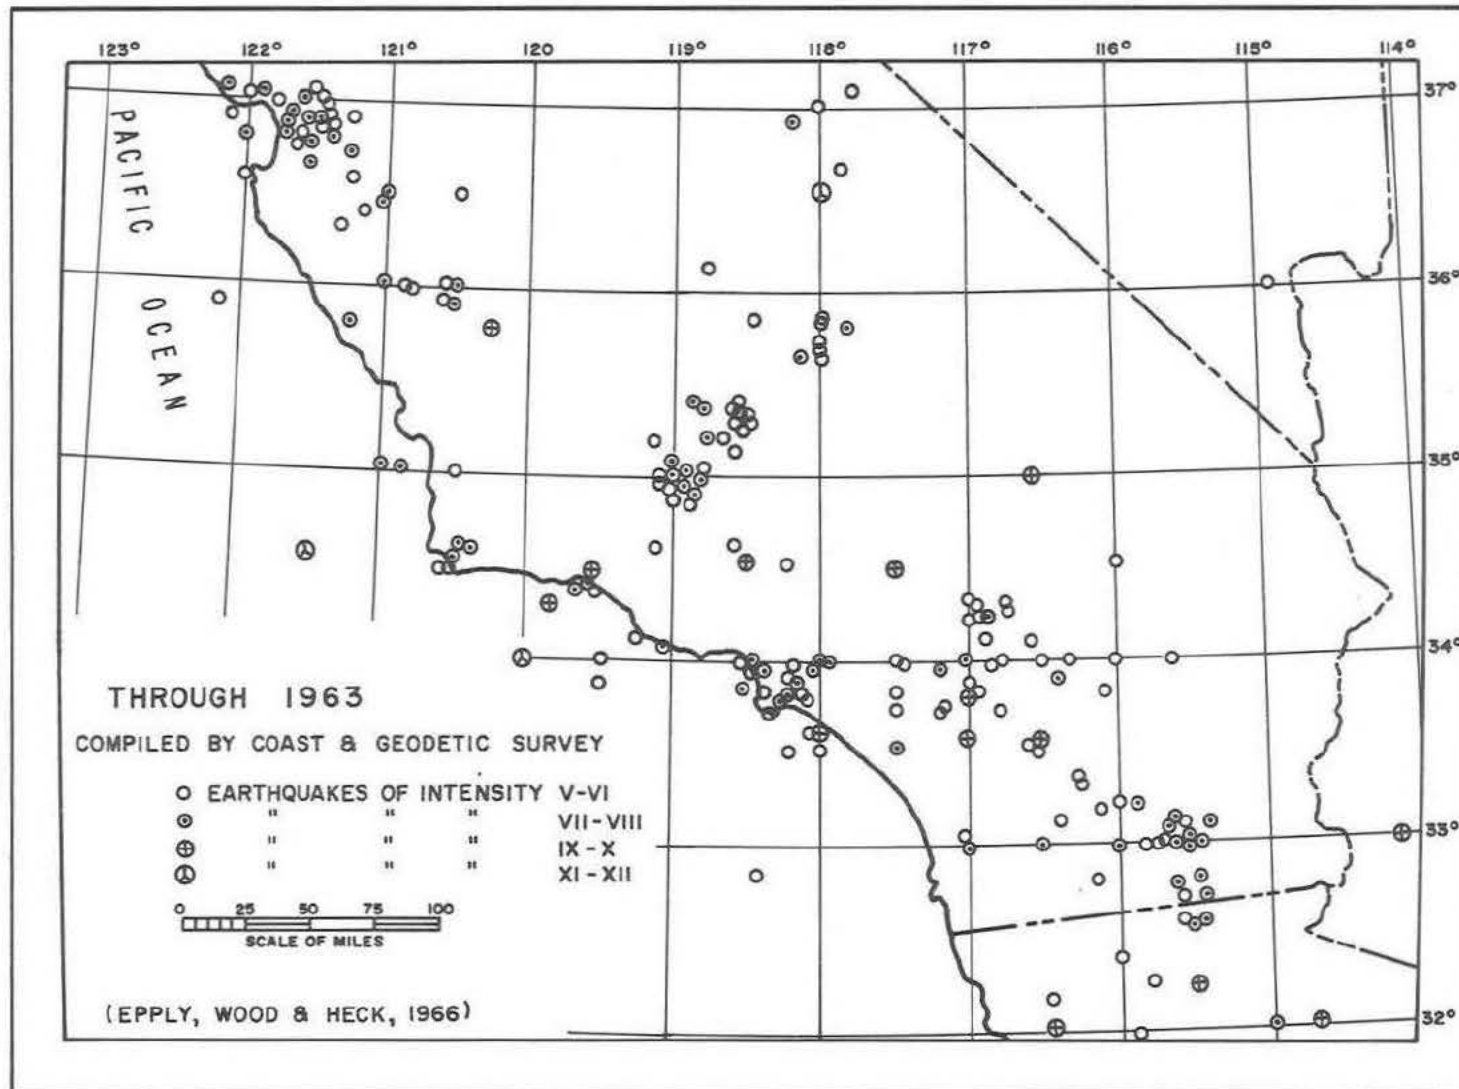 123° 122° 121° 120 119° 118° 117° 116° 115° 114°
37°
PACIFIC
OCEAN
36°
35°
34°
THROUGH 1963
COMPILED BY COAST & GEODETIC SURVEY
EARTHQUAKES OF INTENSITY V-VI
" " " VII-VIII
" " " IX-X
" " " XI-XII
33°
0 25 50 75 100
SCALE OF MILES
(EPPLY, WOOD & HECK, 1966)
32°